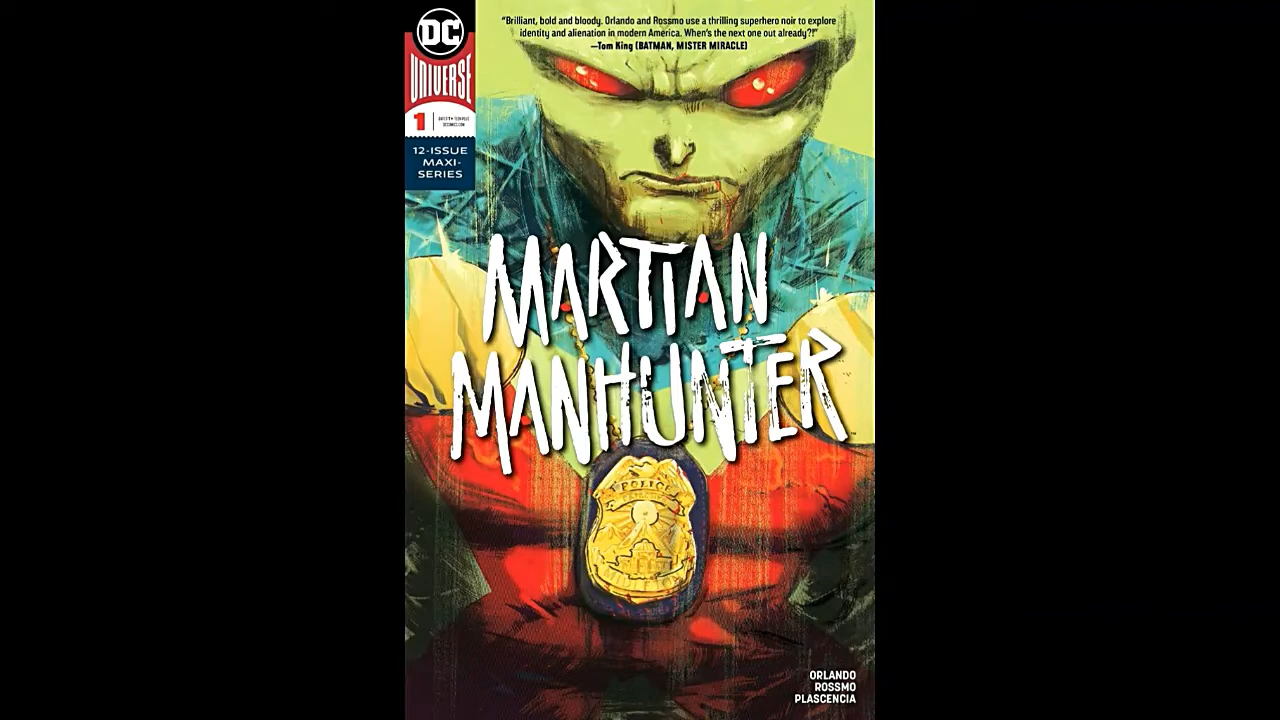 DC
UNIVERSE
1
12-ISSUE
MAXI-
SERIES
“Brilliant, bold and bloody. Orlando and Rossmo use a thrilling superhero noir to explore
identity and alienation in modern America. When’s the next one out already?!”
—Tom King (BATMAN, MISTER MIRACLE)
MARTIAN
MANHUNTER
POLICE
DETECTIVE
ORLANDO
ROSSMO
PLASCENCIA